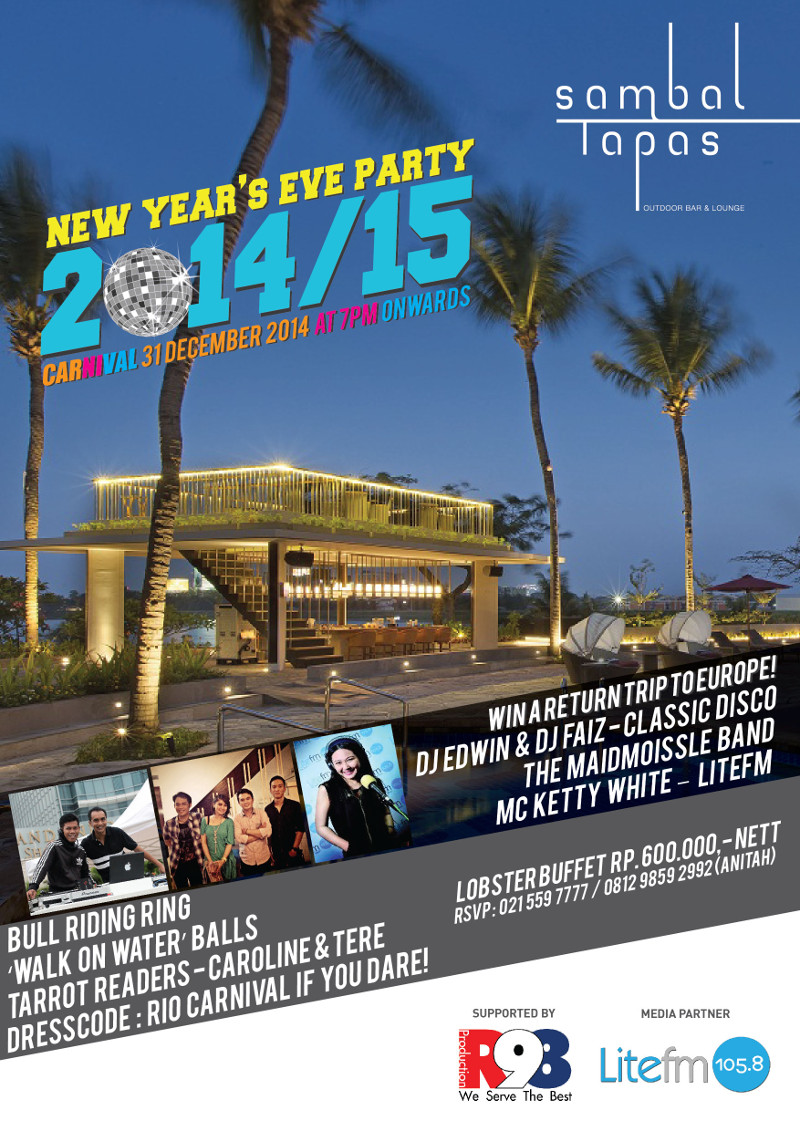 sambal
Tapas
OUTDOOR BAR & LOUNGE
NEW YEAR'S EVE PARTY
2014/15
CARNIVAL 31 DECEMBER 2014 AT 7PM ONWARDS
WIN A RETURN TRIP TO EUROPE!
DJ EDWIN & DJ FAIZ - CLASSIC DISCO
THE MAIDMOISSLE BAND
MC KETTY WHITE - LITEFM
LOBSTER BUFFET RP. 600.000,- NETT
RSVP : 021 559 7777 / 0812 9859 2992 (ANITAH)
BULL RIDING RING
'WALK ON WATER' BALLS
TARROT READERS - CAROLINE & TERE
DRESSCODE : RIO CARNIVAL IF YOU DARE!
SUPPORTED BY
R98
Production
We Serve The Best
MEDIA PARTNER
Litefm 105.8